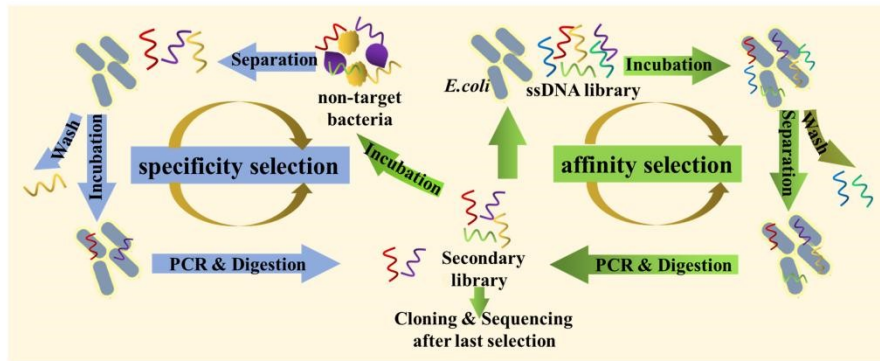 Separation
non-target
bacteria
Wash
Incubation
specificity selection
Incubation
PCR & Digestion
E.coli
ssDNA library
Incubation
Separation
Wash
affinity selection
PCR & Digestion
Secondary
library
Cloning & Sequencing
after last selection